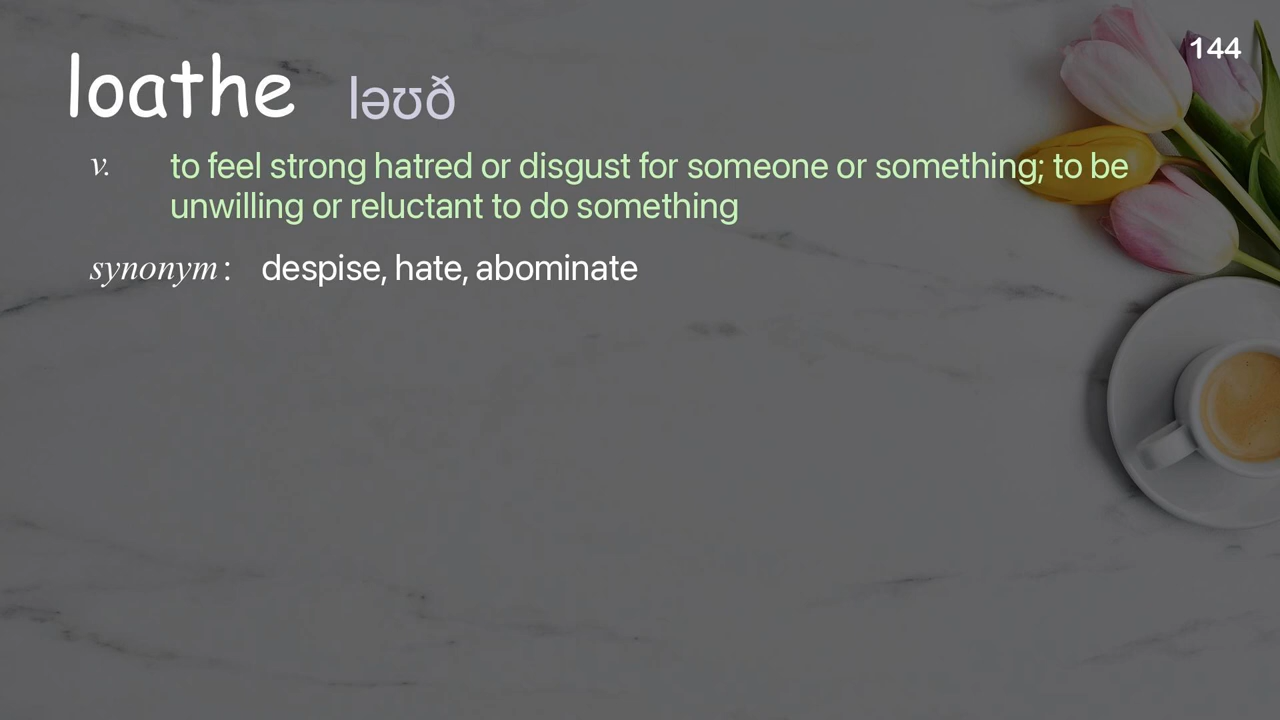 144
loathe ləʊð
v. to feel strong hatred or disgust for someone or something; to be
unwilling or reluctant to do something
synonym : despise, hate, abominate